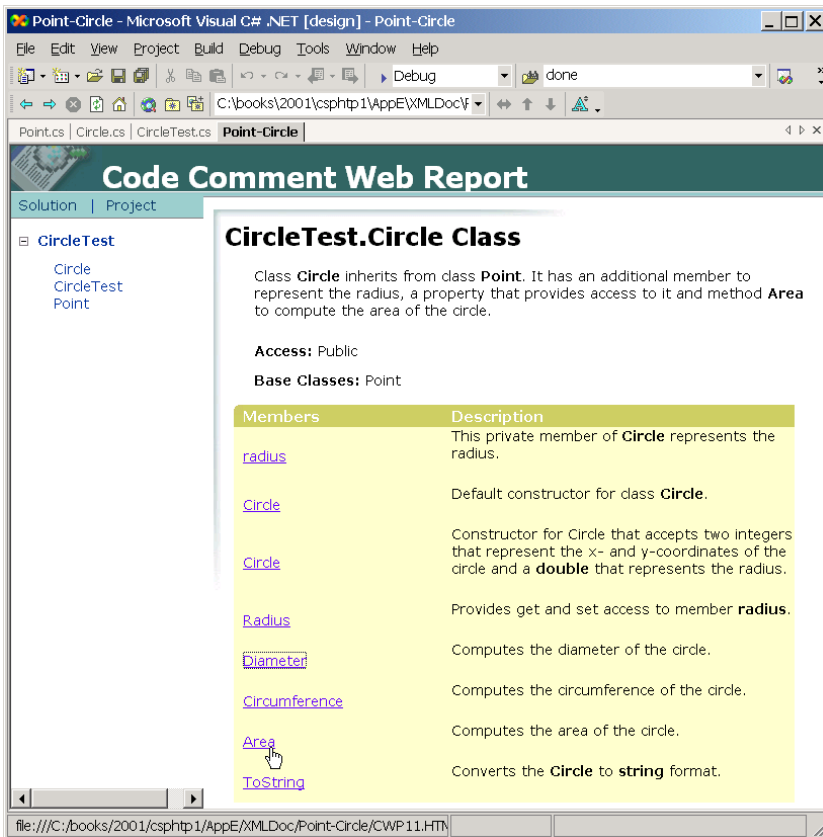 Point-Circle - Microsoft Visual C# .NET [design] - Point-Circle
File Edit View Project Build Debug Tools Window Help
Debug done
C:\books\2001\csphtp1\AppE\XMLDoc\
Point.cs Circle.cs CircleTest.cs Point-Circle
Code Comment Web Report
Solution | Project
CircleTest
Circle
CircleTest
Point
CircleTest.Circle Class
Class Circle inherits from class Point. It has an additional member to
represent the radius, a property that provides access to it and method Area
to compute the area of the circle.
Access: Public
Base Classes: Point
Members Description
radius This private member of Circle represents the
radius.
Circle Default constructor for class Circle.
Circle Constructor for Circle that accepts two integers
that represent the x- and y-coordinates of the
circle and a double that represents the radius.
Radius Provides get and set access to member radius.
Diameter Computes the diameter of the circle.
Circumference Computes the circumference of the circle.
Area Computes the area of the circle.
ToString Converts the Circle to string format.
file:///C:/books/2001/csphtp1/AppE/XMLDoc/Point-Circle/CWP11.HTM